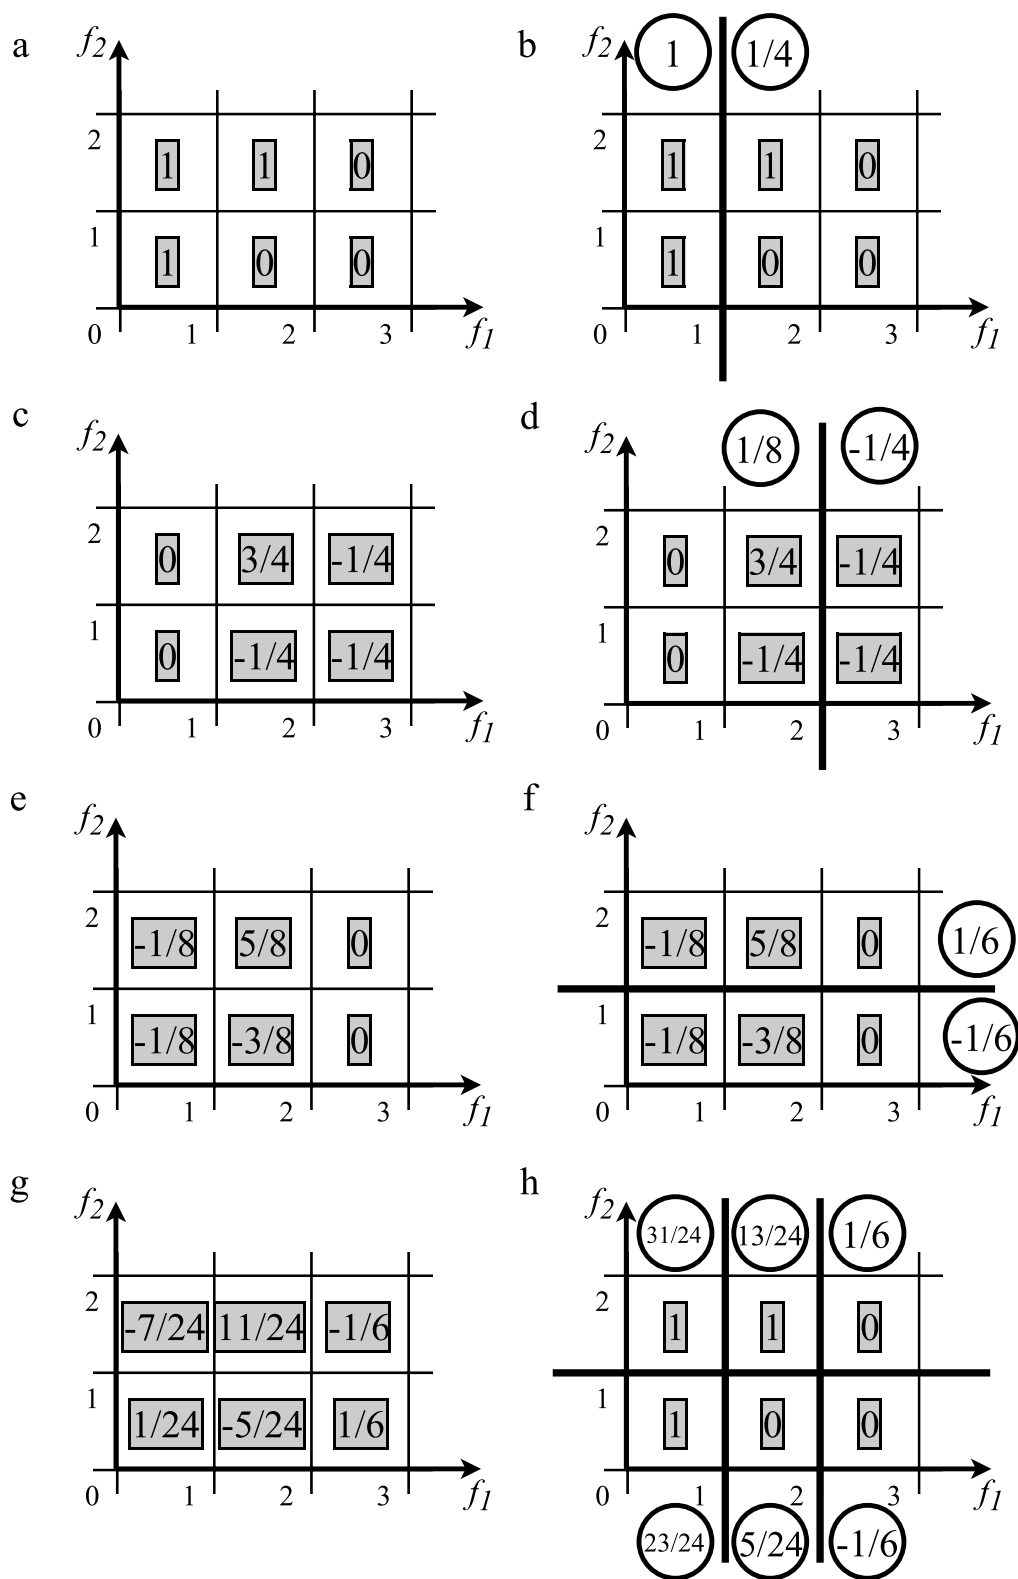 a f2 b f2 1 1/4
2 1 1 0 2 1 1 0
1 1 0 0 1 1 0 0
0 1 2 3 f1 0 1 2 3 f1
c f2 d f2 1/8 -1/4
2 0 3/4 -1/4 2 0 3/4 -1/4
1 0 -1/4 -1/4 1 0 -1/4 -1/4
0 1 2 3 f1 0 1 2 3 f1
e f2 f f2
2 -1/8 5/8 0 2 -1/8 5/8 0 1/6
1 -1/8 -3/8 0 1 -1/8 -3/8 0 -1/6
0 1 2 3 f1 0 1 2 3 f1
g f2 h f2 31/24 13/24 1/6
2 -7/24 11/24 -1/6 2 1 1 0
1 1/24 -5/24 1/6 1 1 0 0
0 1 2 3 f1 0 1 2 3 f1
23/24 5/24 -1/6